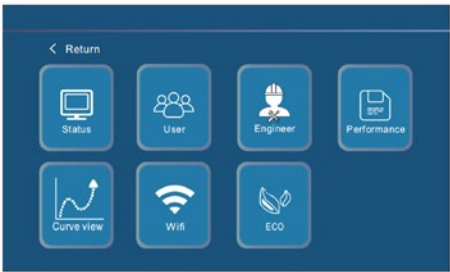 < Return
Status
User
Engineer
Performance
Curve view
Wifi
ECO